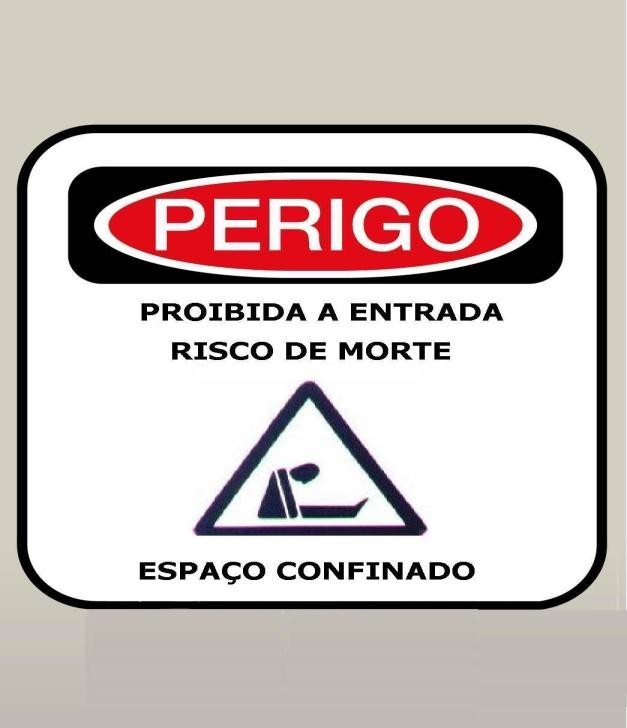 PERIGO
PROIBIDA A ENTRADA
RISCO DE MORTE
ESPAÇO CONFINADO